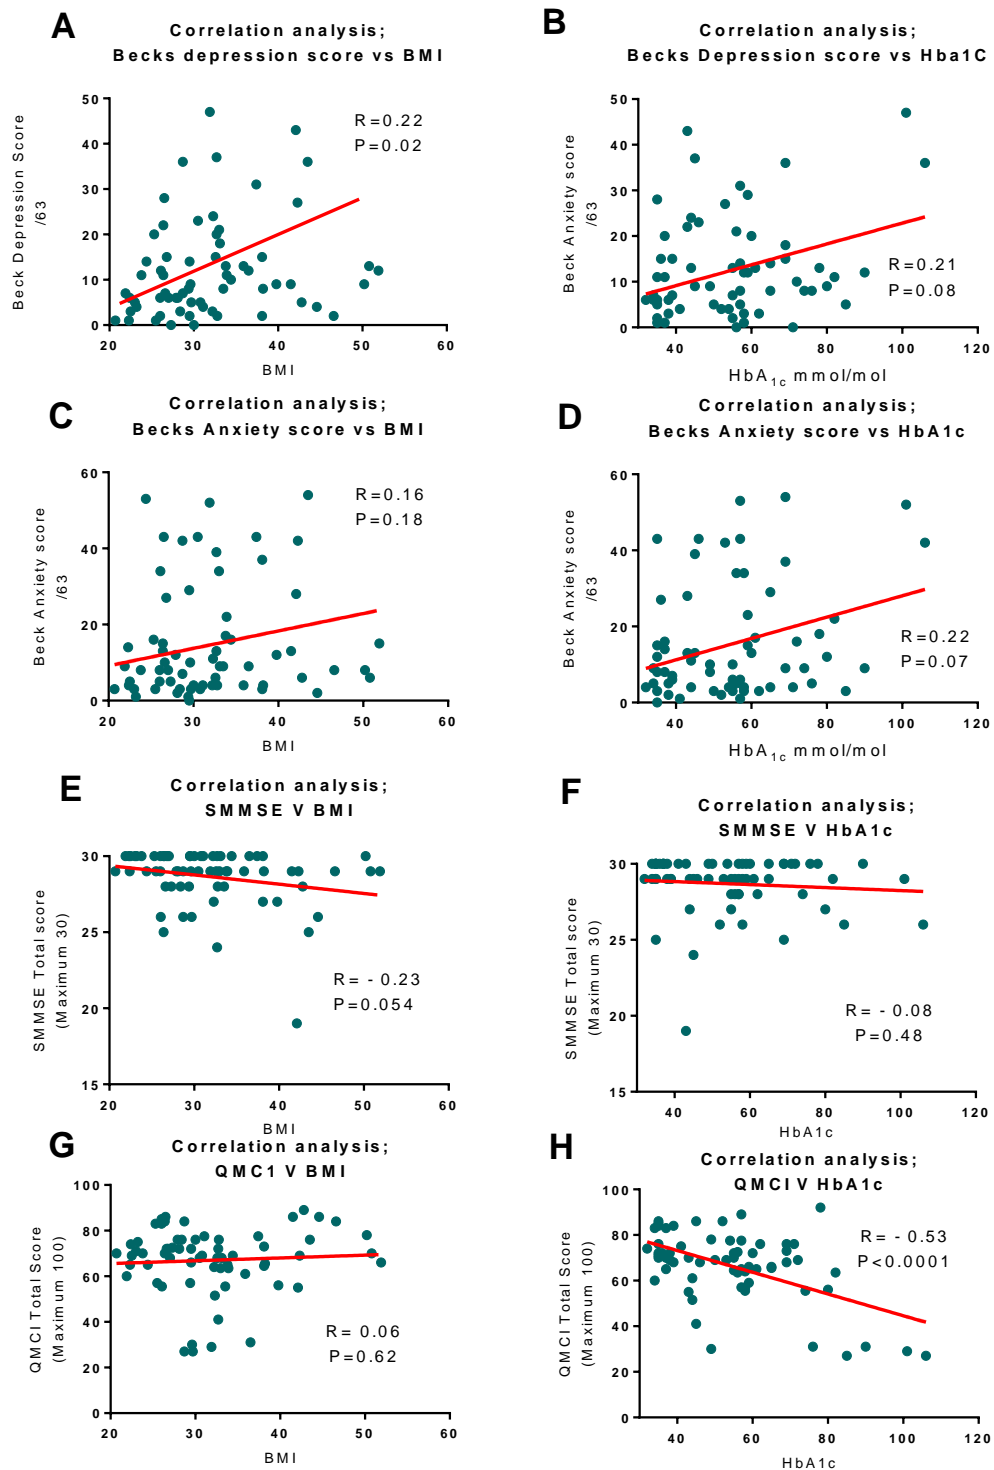 A
Correlation analysis;
Becks depression score vs BMI
50
40
30
20
10
0
20
30
40
50
60
Beck Depression Score
/63
BMI
R=0.22
P=0.02
B
Correlation analysis;
Becks Depression score vs Hba1C
50
40
30
20
10
0
40
60
80
100
120
Beck Anxiety score
/63
HbA1c mmol/mol
R=0.21
P=0.08
C
Correlation analysis;
Becks Anxiety score vs BMI
60
40
20
0
20
30
40
50
60
Beck Anxiety score
/63
BMI
R=0.16
P=0.18
D
Correlation analysis;
Becks Anxiety score vs HbA1c
60
40
20
0
40
60
80
100
120
Beck Anxiety score
/63
HbA1c mmol/mol
R=0.22
P=0.07
E
Correlation analysis;
SMMSE V BMI
30
25
20
15
20
30
40
50
60
SMMSE Total score
(Maximum 30)
BMI
R= - 0.23
P=0.054
F
Correlation analysis;
SMMSE V HbA1c
30
25
20
15
40
60
80
100
120
SMMSE Total score
(Maximum 30)
HbA1c
R= - 0.08
P=0.48
G
Correlation analysis;
QMC1 V BMI
100
80
60
40
20
0
20
30
40
50
60
QMCI Total Score
(Maximum 100)
BMI
R= 0.06
P=0.62
H
Correlation analysis;
QMCI V HbA1c
100
80
60
40
20
0
40
60
80
100
120
QMCI Total Score
(Maximum 100)
HbA1c
R= - 0.53
P<0.0001